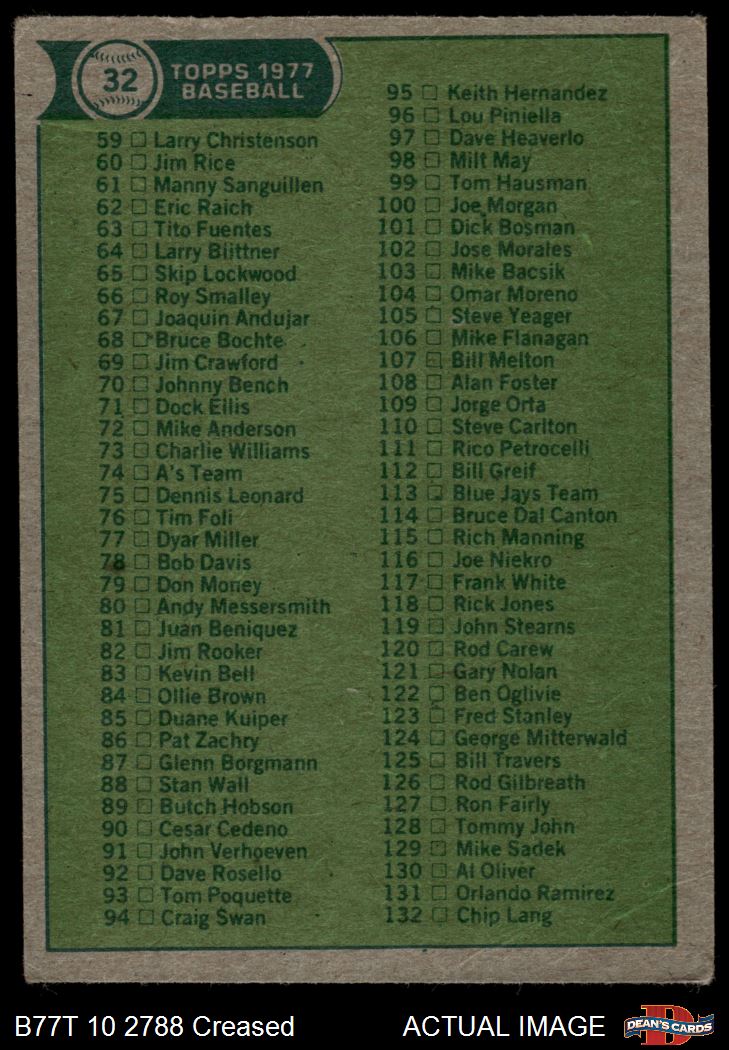 32
TOPPS 1977
BASEBALL
59 Larry Christenson
60 Jim Rice
61 Manny Sanguillen
62 Eric Raich
63 Tito Fuentes
64 Larry Biittner
65 Skip Lockwood
66 Roy Smalley
67 Joaquin Andujar
68 Bruce Bochte
69 Jim Crawford
70 Johnny Bench
71 Dock Ellis
72 Mike Anderson
73 Charlie Williams
74 A's Team
75 Dennis Leonard
76 Tim Foli
77 Dyar Miller
78 Bob Davis
79 Don Money
80 Andy Messersmith
81 Juan Beniquez
82 Jim Rooker
83 Kevin Bell
84 Ollie Brown
85 Duane Kuiper
86 Pat Zachry
87 Glenn Borgmann
88 Stan Wall
89 Butch Hobson
90 Cesar Cedeno
91 John Verhoeven
92 Dave Rosello
93 Tom Poquette
94 Craig Swan
95 Keith Hernandez
96 Lou Piniella
97 Dave Heaverlo
98 Milt May
99 Tom Hausman
100 Joe Morgan
101 Dick Bosman
102 Jose Morales
103 Mike Bacsik
104 Omar Moreno
105 Steve Yeager
106 Mike Flanagan
107 Bill Melton
108 Alan Foster
109 Jorge Orta
110 Steve Carlton
111 Rico Petrocelli
112 Bill Greif
113 Blue Jays Team
114 Bruce Dal Canton
115 Rich Manning
116 Joe Niekro
117 Frank White
118 Rick Jones
119 John Stearns
120 Rod Carew
121 Gary Nolan
122 Ben Oglivie
123 Fred Stanley
124 George Mitterwald
125 Bill Travers
126 Rod Gilbreath
127 Ron Fairly
128 Tommy John
129 Mike Sadek
130 Al Oliver
131 Orlando Ramirez
132 Chip Lang
B77T 10 2788 Creased
ACTUAL IMAGE
D
DEAN'S CARDS